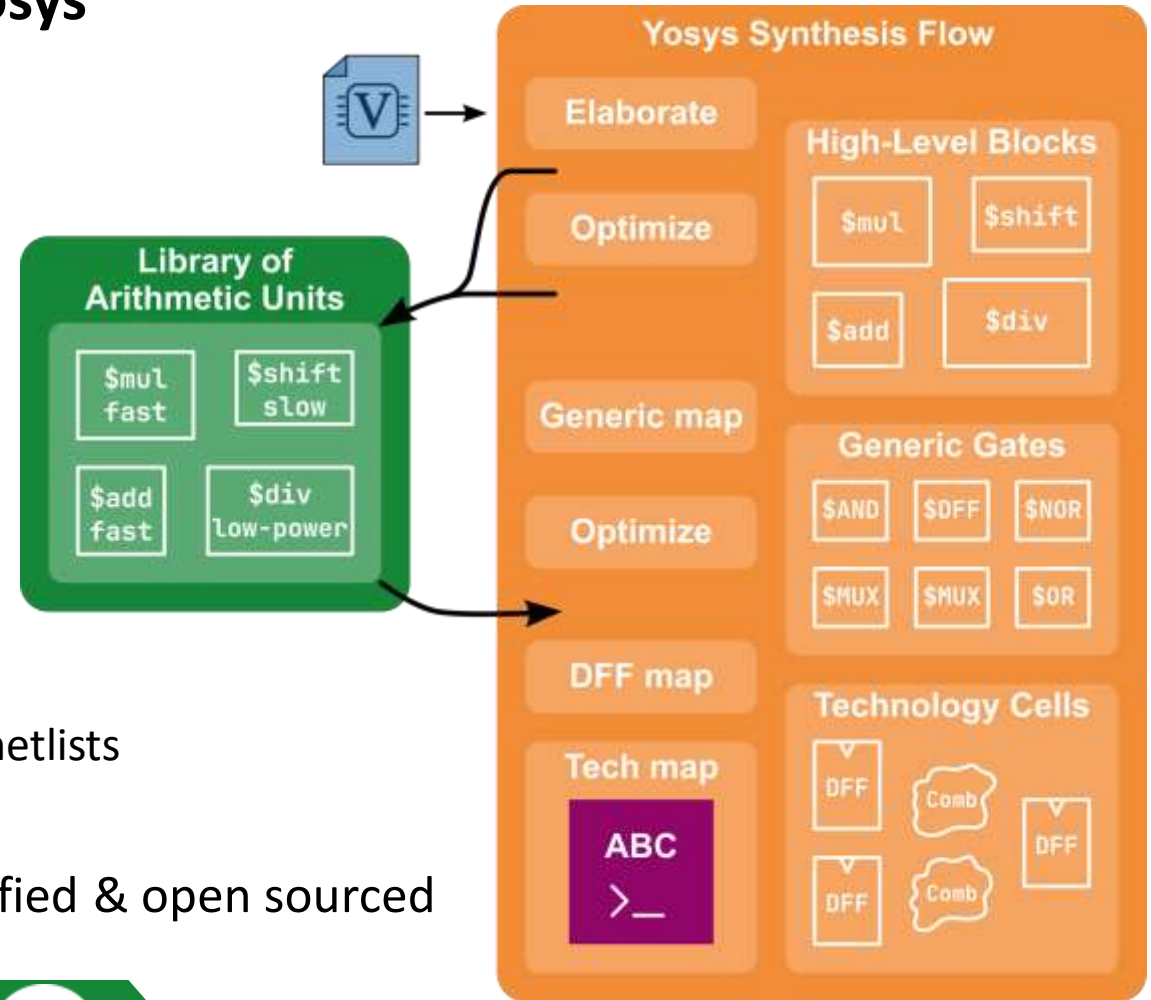 osys
Yosys Synthesis Flow
V
Elaborate
Optimize
Generic map
Optimize
DFF map
Tech map
ABC
>_
High-Level Blocks
$mul
$shift
$add
$div
Generic Gates
$AND
$DFF
$NOR
$MUX
$MUX
$OR
Technology Cells
DFF
Comb
DFF
DFF
Comb
Library of
Arithmetic Units
$mul
fast
$shift
slow
$add
fast
$div
low-power
netlists
fied & open sourced